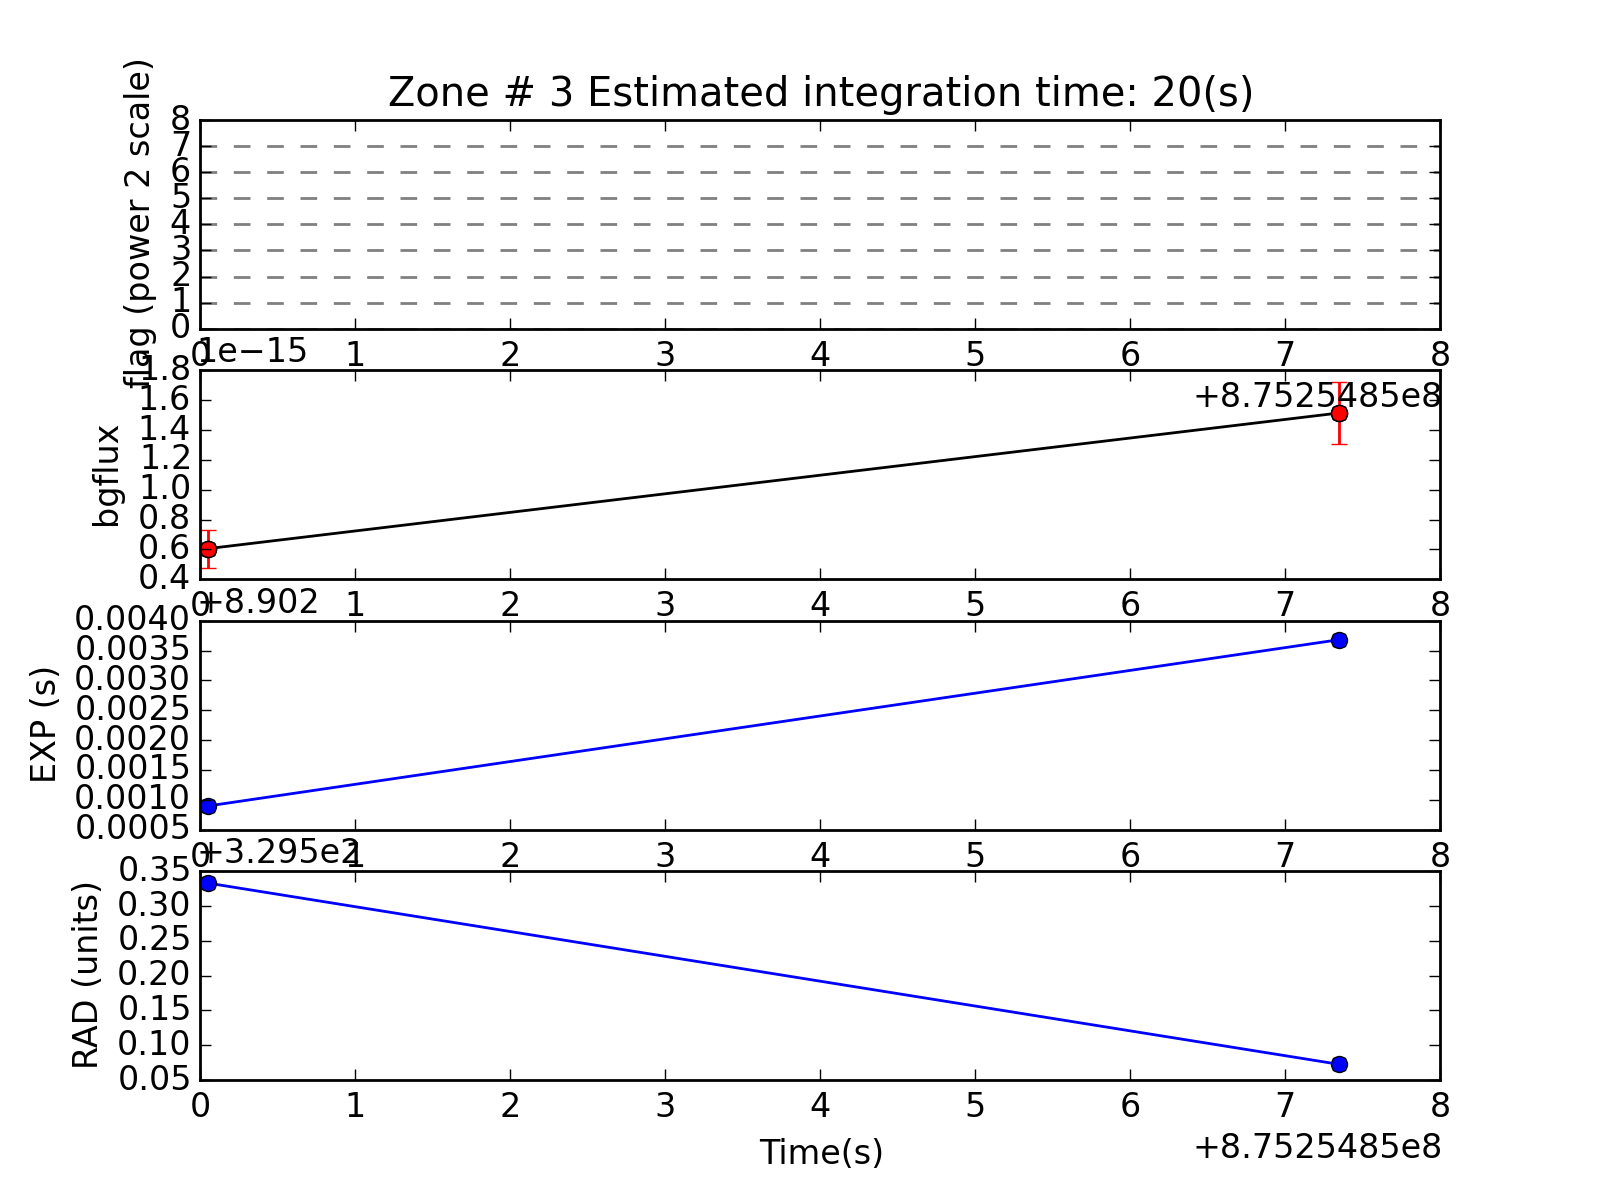 Zone # 3 Estimated integration time: 20(s)
flag (power 2 scale)
8
7
6
5
4
3
2
1
0
0 1 2 3 4 5 6 7 8
+8.7525485e8
1e−15
bgflux
1.8
1.6
1.4
1.2
1.0
0.8
0.6
0.4
0 1 2 3 4 5 6 7 8
+8.902
EXP (s)
0.0040
0.0035
0.0030
0.0025
0.0020
0.0015
0.0010
0.0005
0 1 2 3 4 5 6 7 8
+3.295e2
RAD (units)
0.35
0.30
0.25
0.20
0.15
0.10
0.05
0 1 2 3 4 5 6 7 8
Time(s)
+8.7525485e8